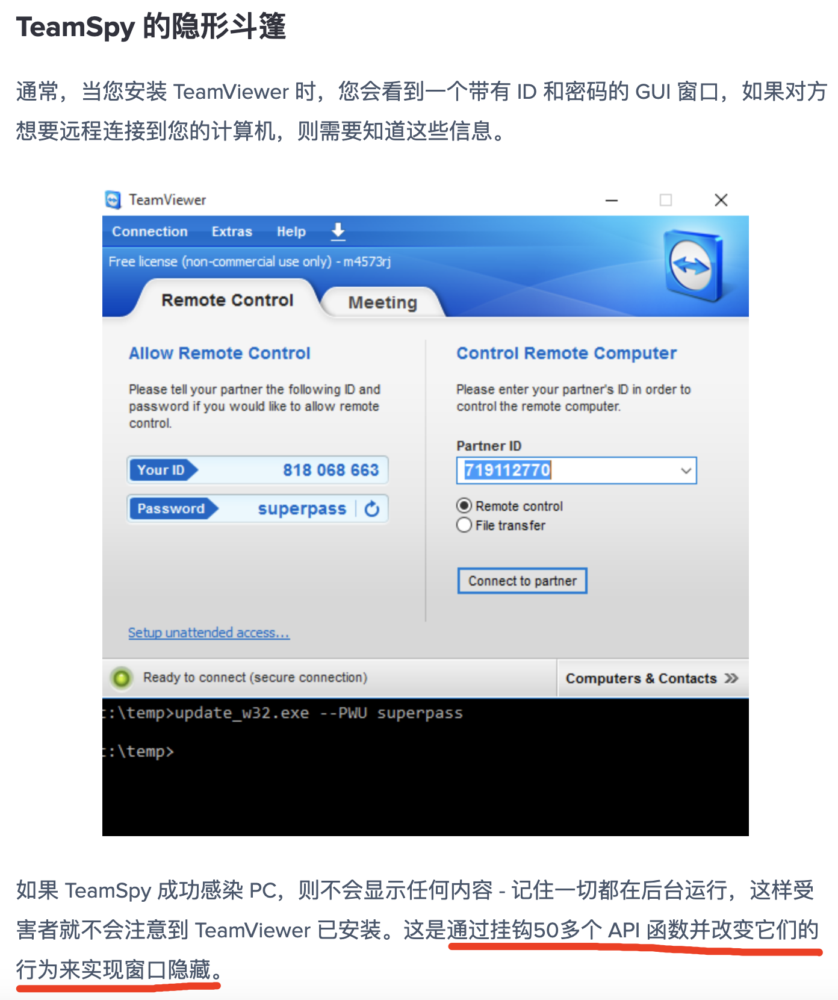 TeamSpy 的隐形斗篷
通常，当您安装 TeamViewer 时，您会看到一个带有 ID 和密码的 GUI 窗口，如果对方
想要远程连接到您的计算机，则需要知道这些信息。
TeamViewer
Connection Extras Help
Free license (non-commercial use only) - m4573rj
Remote Control Meeting
Allow Remote Control
Please tell your partner the following ID and
password if you would like to allow remote
control.
Your ID 818 068 663
Password superpass
Setup unattended access...
Control Remote Computer
Please enter your partner's ID in order to
control the remote computer.
Partner ID
719112770
Remote control
File transfer
Connect to partner
Ready to connect (secure connection)
Computers & Contacts
c:\temp>update_w32.exe --PWU superpass
c:\temp>
如果 TeamSpy 成功感染 PC，则不会显示任何内容 - 记住一切都在后台运行，这样受
害者就不会注意到 TeamViewer 已安装。这是通过挂钩50多个 API 函数并改变它们的
行为来实现窗口隐藏。